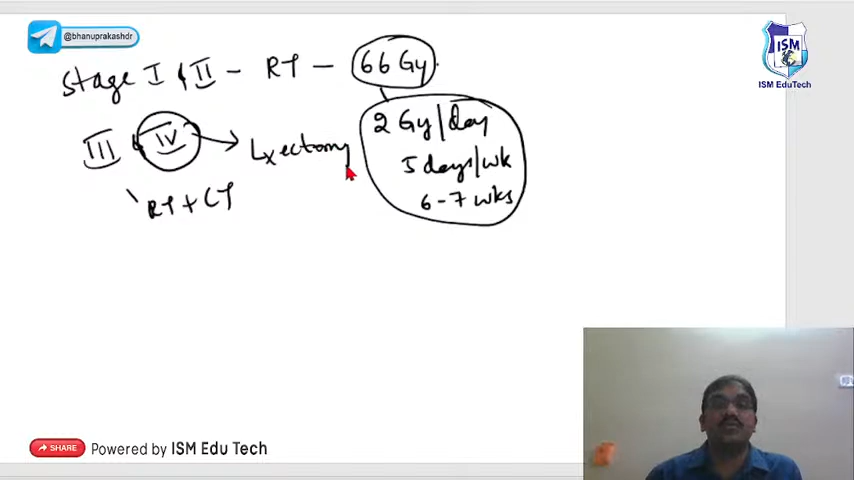 @bhanuprakashdr
ISM
ISM EduTech
Stage I & II - RT - 66 Gy
2 Gy/day
5 days/wk
6-7 wks
III & IV → Lxectomy
RT + CT
SHARE Powered by ISM Edu Tech